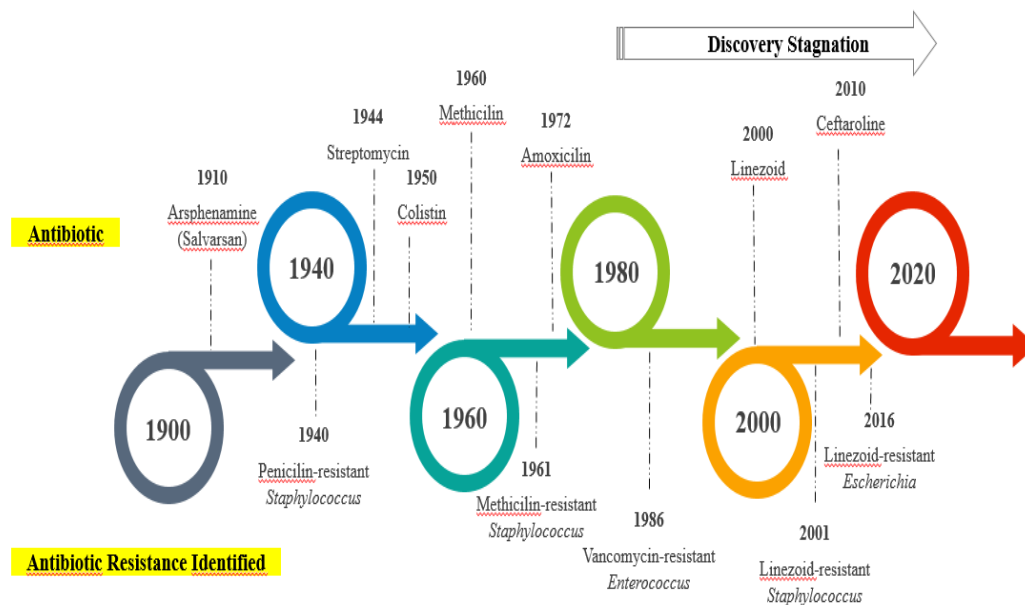 Discovery Stagnation
1910
Arsphenamine
(Salvarsan)
1944
Streptomycin
1950
Colistin
1960
Methicilin
1972
Amoxicilin
2000
Linezoid
2010
Ceftaroline
Antibiotic
1900
1940
1960
1980
2000
2020
1940
Penicilin-resistant
Staphylococcus
1961
Methicilin-resistant
Staphylococcus
1986
Vancomycin-resistant
Enterococcus
2001
Linezoid-resistant
Staphylococcus
2016
Linezoid-resistant
Escherichia
Antibiotic Resistance Identified